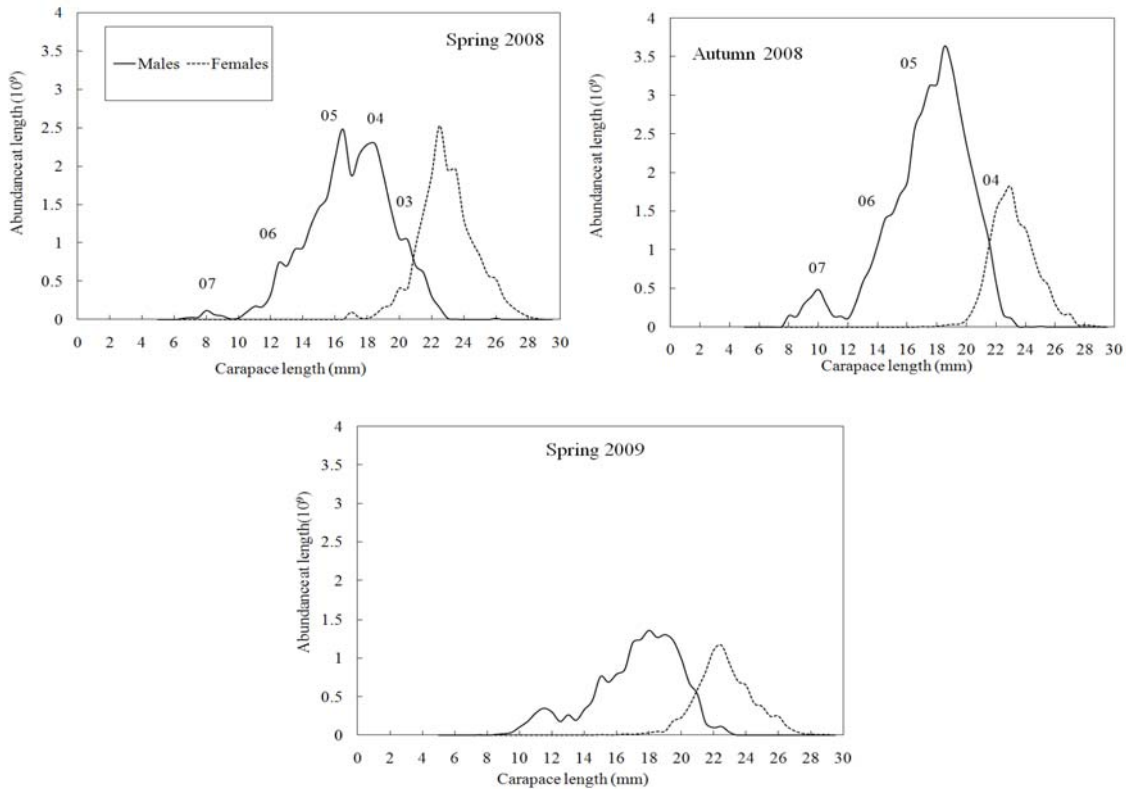 Spring 2008
Males
Females
Abundance at length (10⁹)
4
3.5
3
2.5
2
1.5
1
0.5
0
07
06
05
04
03
0 2 4 6 8 10 12 14 16 18 20 22 24 26 28 30
Carapace length (mm)
Autumn 2008
Abundance at length (10⁹)
4
3.5
3
2.5
2
1.5
1
0.5
0
07
06
05
04
0 2 4 6 8 10 12 14 16 18 20 22 24 26 28 30
Carapace length (mm)
Spring 2009
Abundance at length(10⁹)
4
3.5
3
2.5
2
1.5
1
0.5
0
0 2 4 6 8 10 12 14 16 18 20 22 24 26 28 30
Carapace length (mm)